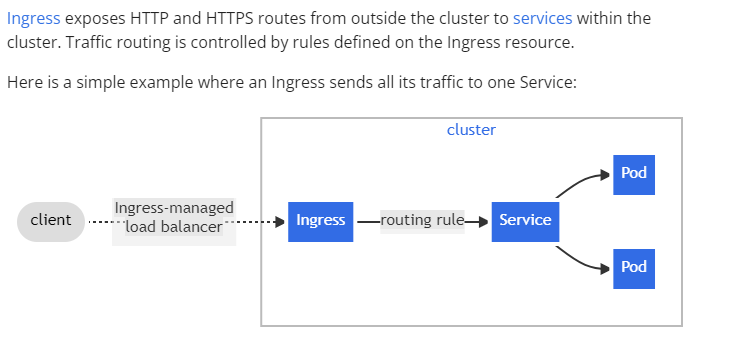 Ingress exposes HTTP and HTTPS routes from outside the cluster to services within the
cluster. Traffic routing is controlled by rules defined on the Ingress resource.
Here is a simple example where an Ingress sends all its traffic to one Service:
cluster
client
Ingress-managed
load balancer
Ingress
routing rule
Service
Pod
Pod